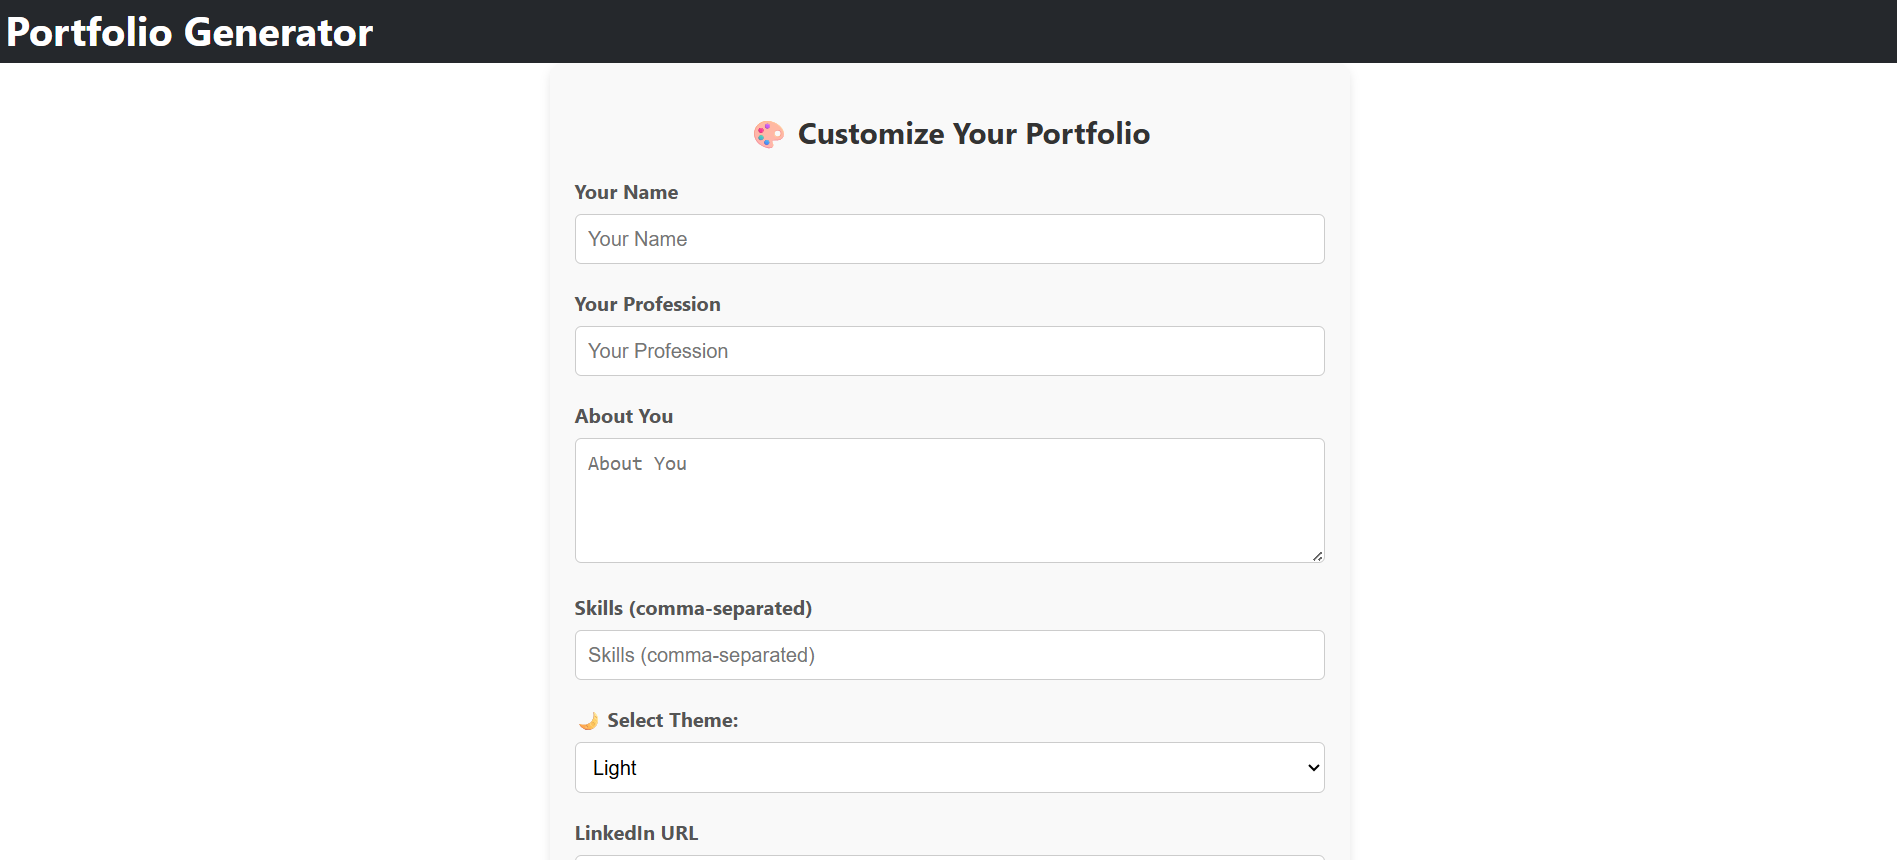 Portfolio Generator
🎨 Customize Your Portfolio
Your Name
Your Name
Your Profession
Your Profession
About You
About You
Skills (comma-separated)
Skills (comma-separated)
🌙 Select Theme:
Light
LinkedIn URL